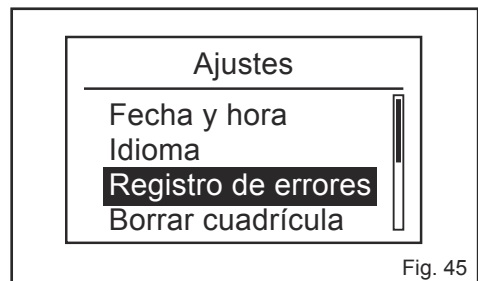 Ajustes
Fecha y hora
Idioma
Registro de errores
Borrar cuadrícula
Fig. 45